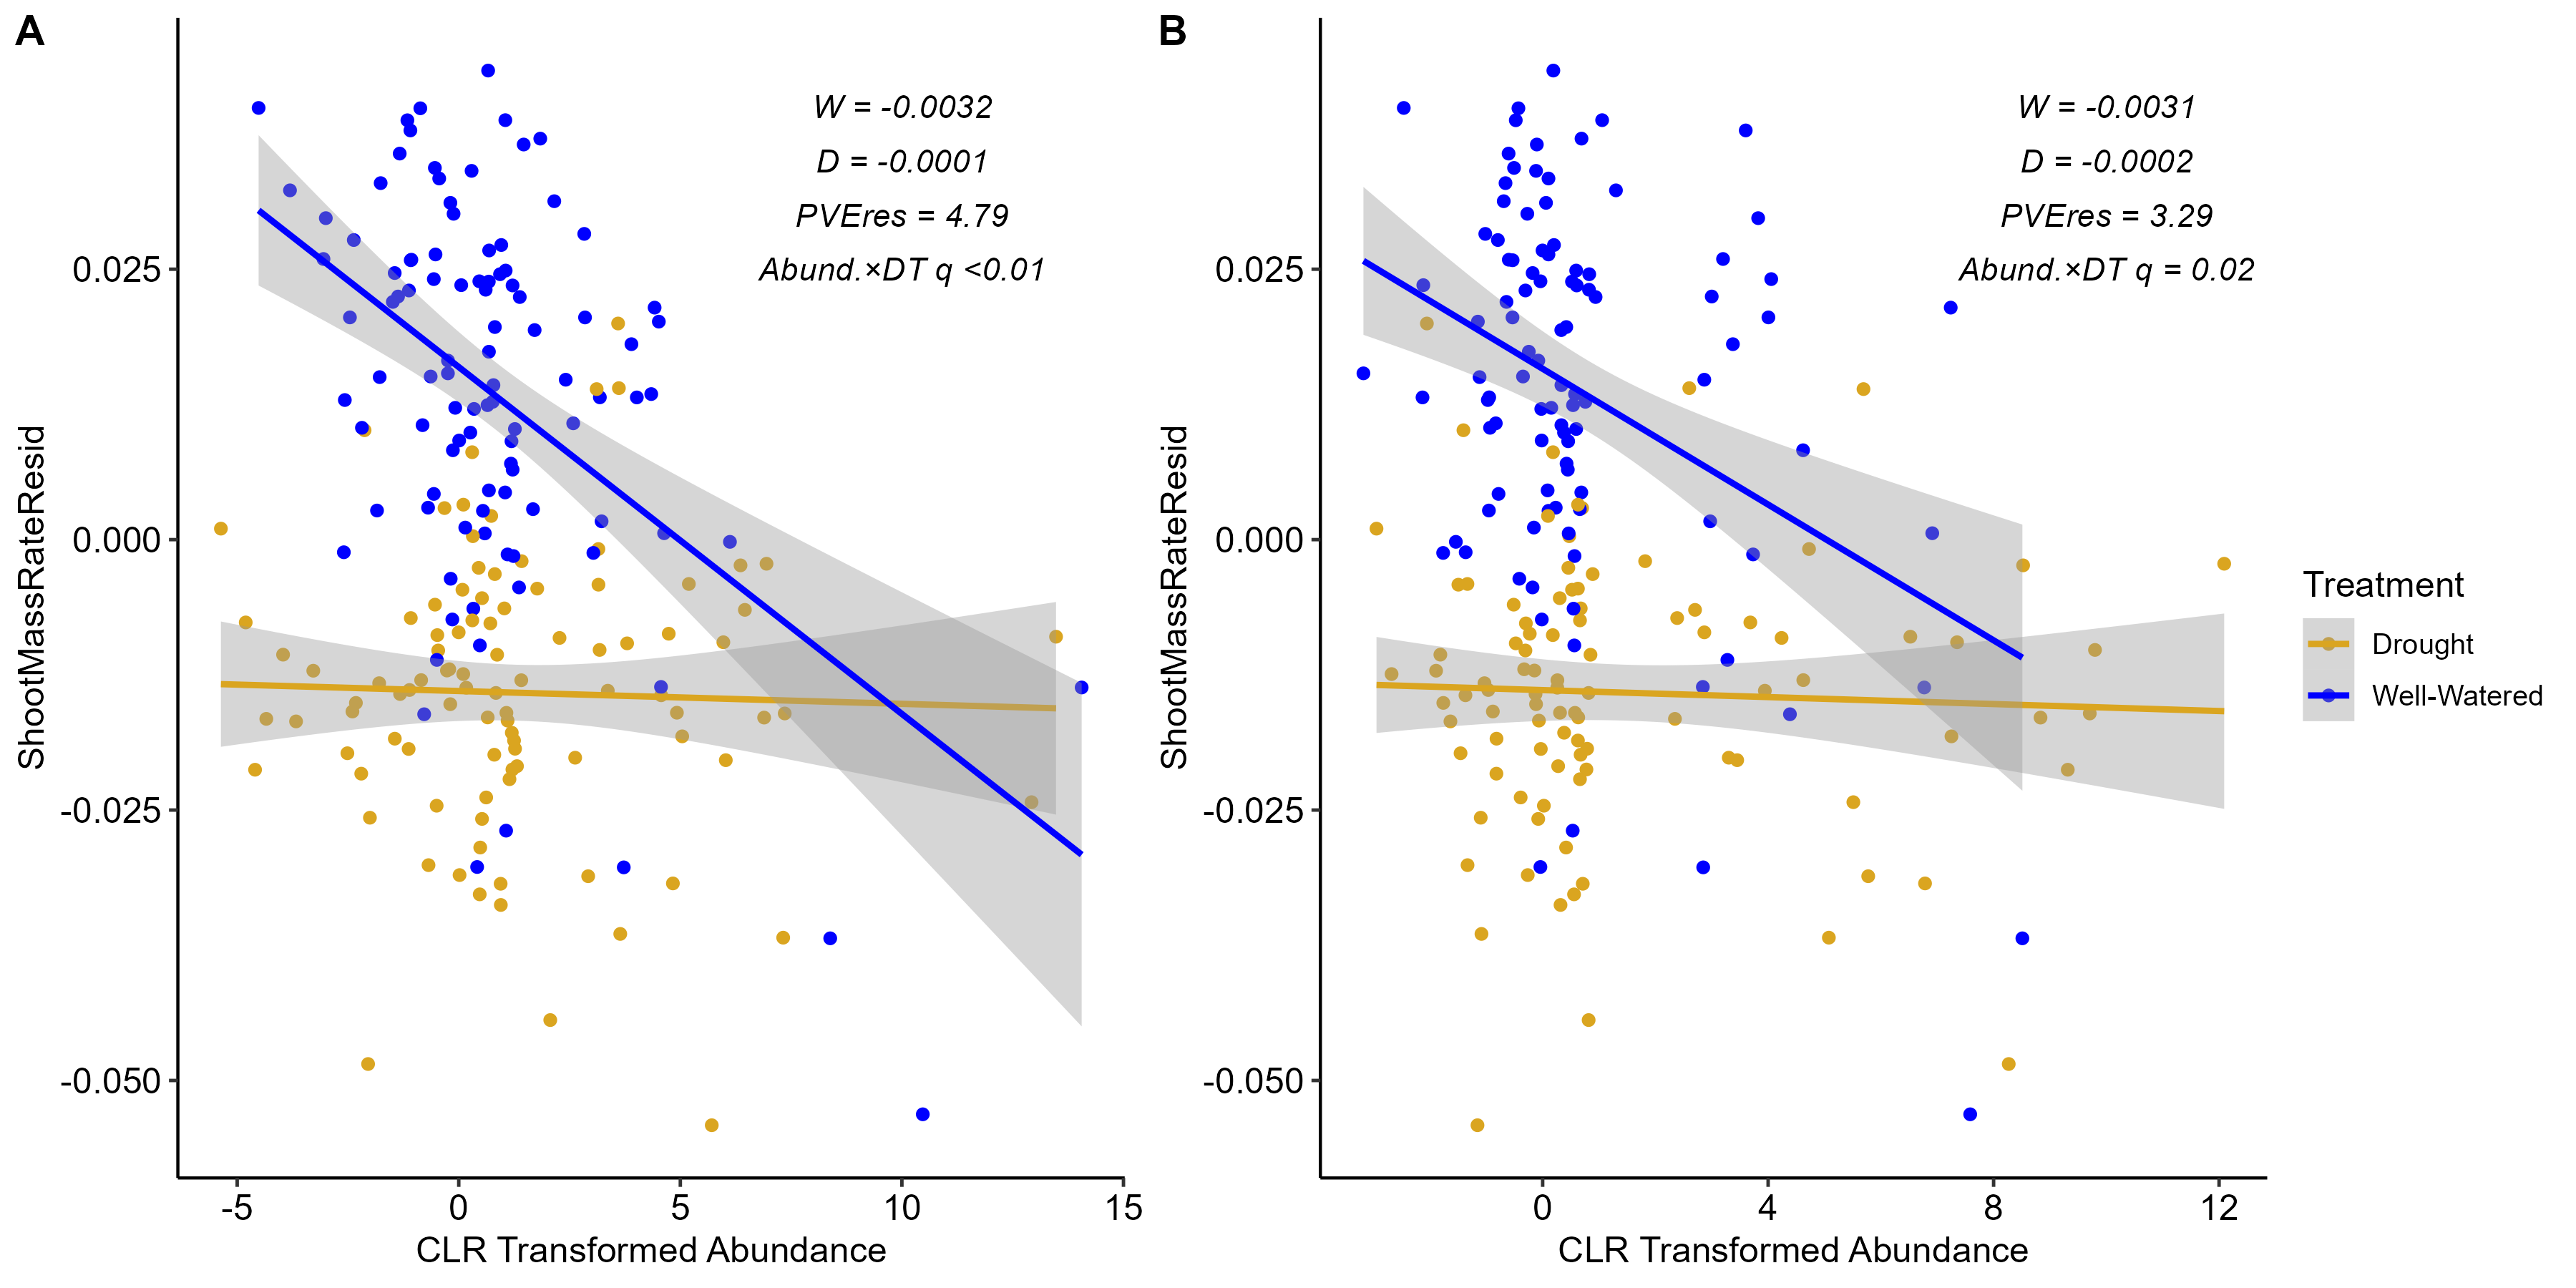 A
W = -0.0032
D = -0.0001
PVEres = 4.79
Abund.×DT q <0.01
0.025
0.000
-0.025
-0.050
ShootMassRateResid
-5
0
5
10
15
CLR Transformed Abundance
B
W = -0.0031
D = -0.0002
PVEres = 3.29
Abund.×DT q = 0.02
0.025
0.000
-0.025
-0.050
ShootMassRateResid
0
4
8
12
CLR Transformed Abundance
Treatment
Drought
Well-Watered